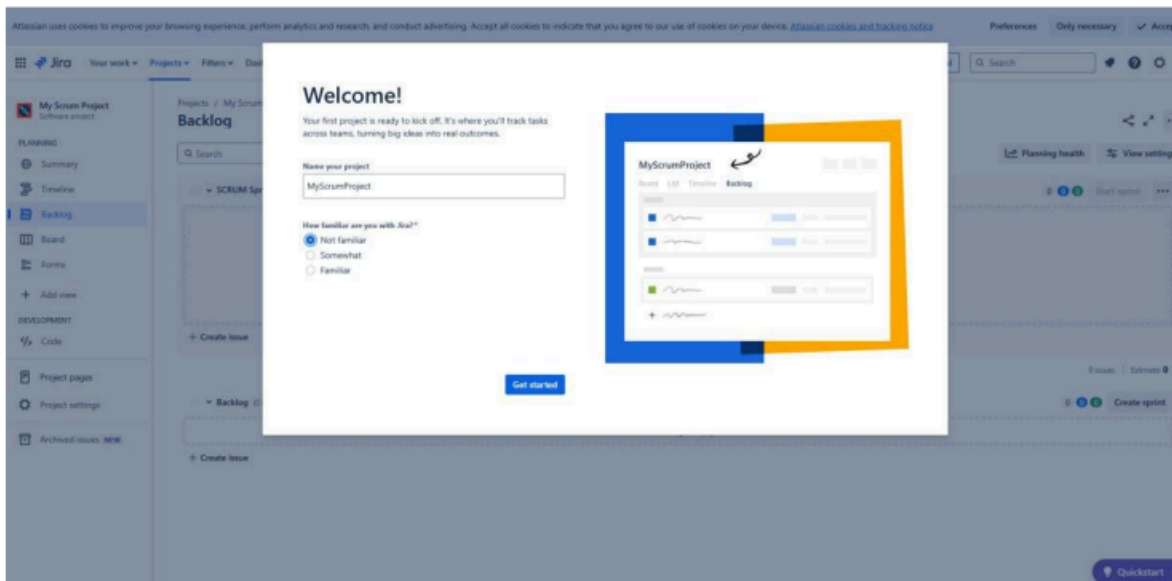 Atlassian uses cookies to improve your browsing experience, perform analytics and research, and conduct advertising. Accept all cookies to indicate that you agree to our use of cookies on your device. Atlassian cookies and tracking notice
Preferences
Only necessary
Jira
Your work
Projects
Filters
Search
My Scrum Project
Software project
PLANNING
Summary
Timeline
Backlog
Board
Forms
Add view
DEVELOPMENT
Code
Project pages
Project settings
Archived issues NEW
Projects / My Scrum
Backlog
Search
Planning health
SCRUM
Start sprint
+ Create issue
0 issues | Estimate 0
Backlog
Create sprint
+ Create issue
Quickstart
Welcome!
Your first project is ready to kick off. It's where you'll track tasks
across teams, turning big ideas into real outcomes.
Name your project
MyScrumProject
How familiar are you with Jira?*
Not familiar
Somewhat
Familiar
Get started
MyScrumProject
Board List Timeline Backlog